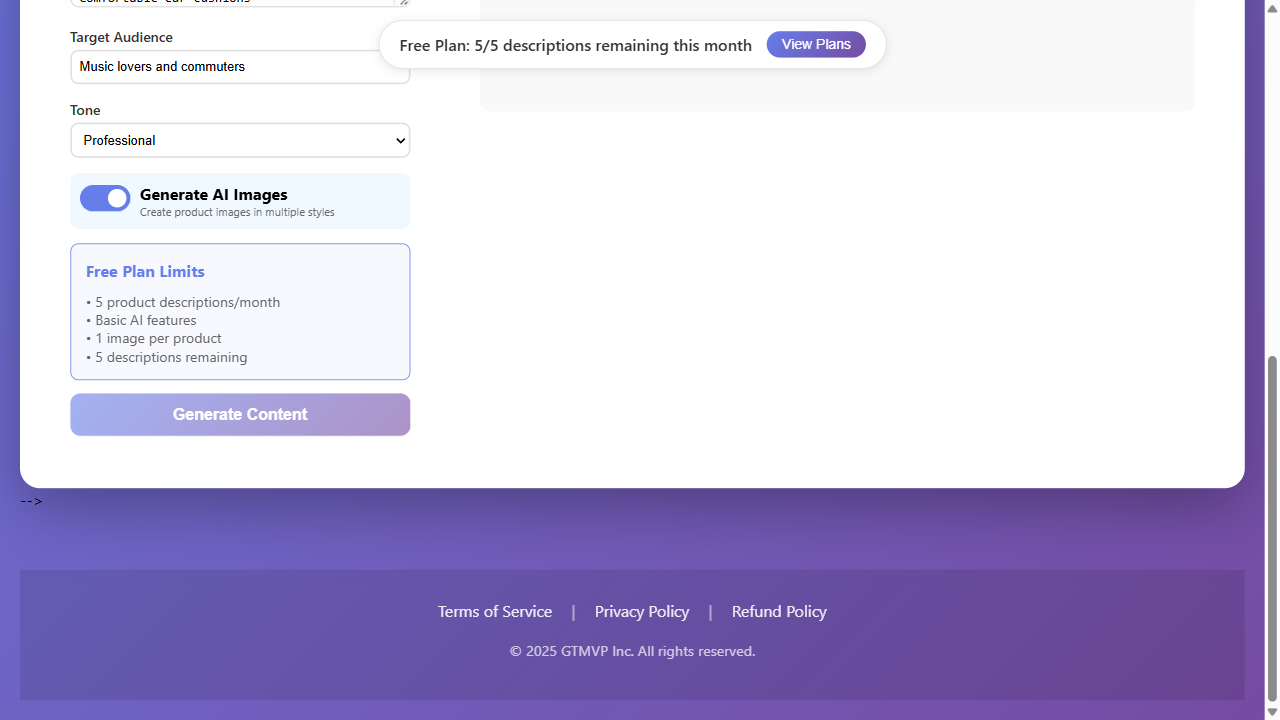 Comfortable ear cushions
Free Plan: 5/5 descriptions remaining this month
View Plans
Target Audience
Music lovers and commuters
Tone
Professional
Generate AI Images
Create product images in multiple styles
Free Plan Limits
• 5 product descriptions/month
• Basic AI features
• 1 image per product
• 5 descriptions remaining
Generate Content
-->
Terms of Service | Privacy Policy | Refund Policy
© 2025 GTMVP Inc. All rights reserved.